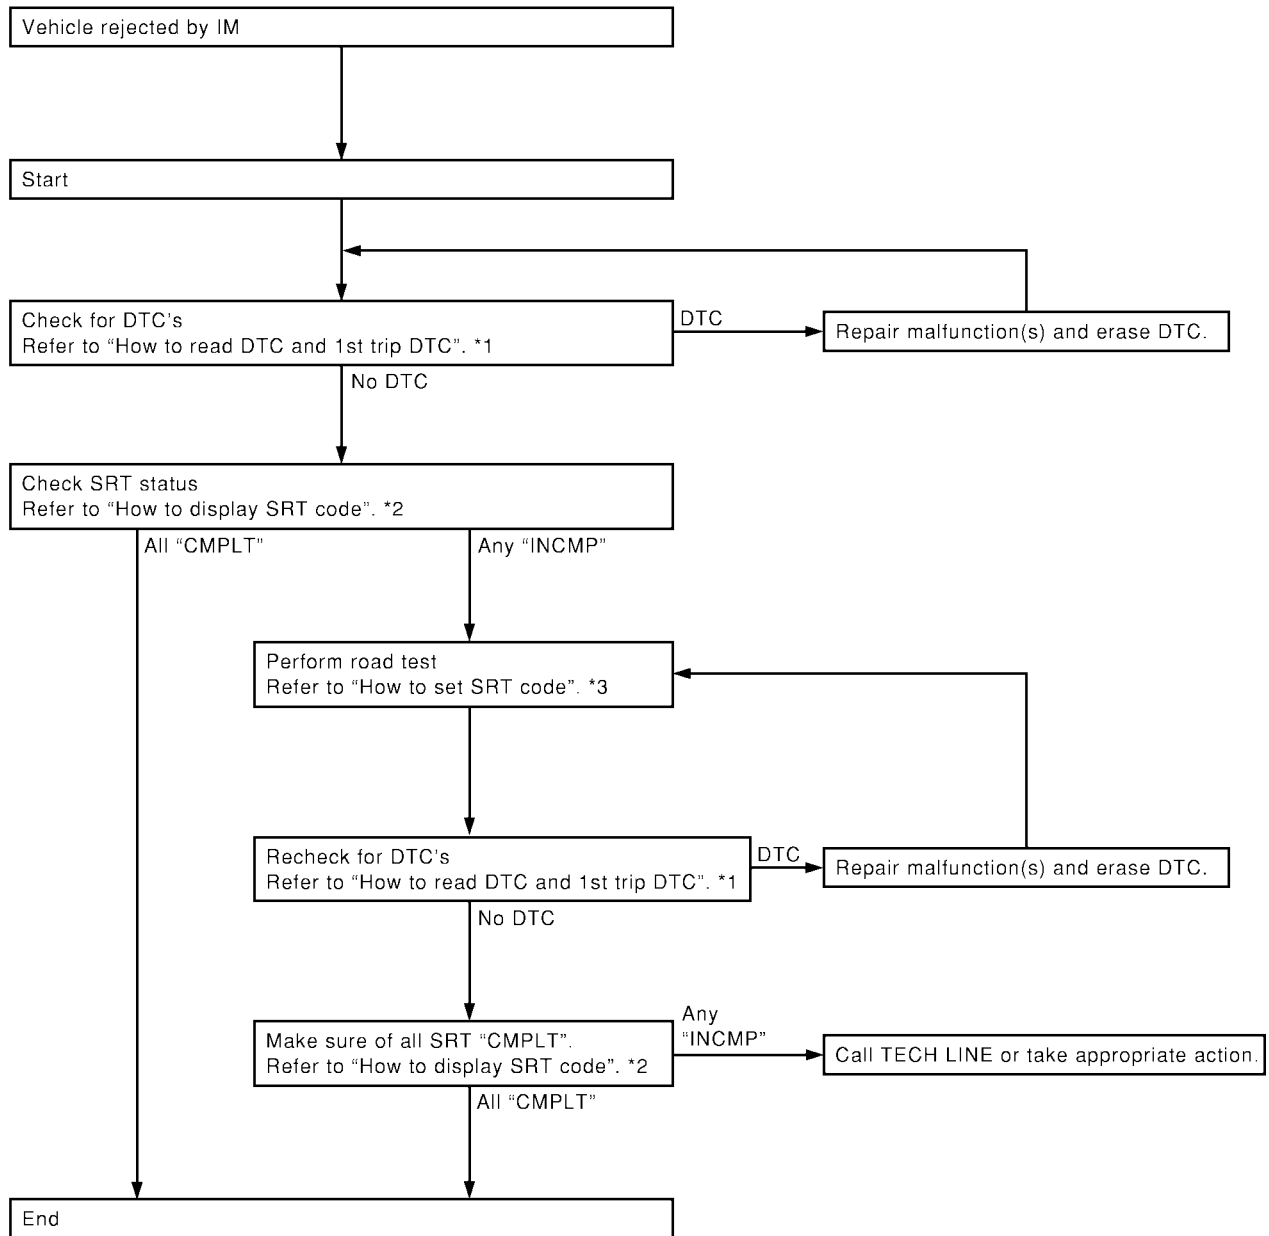 Vehicle rejected by IM
Start
Check for DTC's
Refer to “How to read DTC and 1st trip DTC”. *1
DTC
Repair malfunction(s) and erase DTC.
No DTC
Check SRT status
Refer to “How to display SRT code”. *2
All “CMPLT”
Any “INCMP”
Perform road test
Refer to “How to set SRT code”. *3
Recheck for DTC's
Refer to “How to read DTC and 1st trip DTC”. *1
DTC
Repair malfunction(s) and erase DTC.
No DTC
Make sure of all SRT “CMPLT”.
Refer to “How to display SRT code”. *2
Any
“INCMP”
Call TECH LINE or take appropriate action.
All “CMPLT”
End